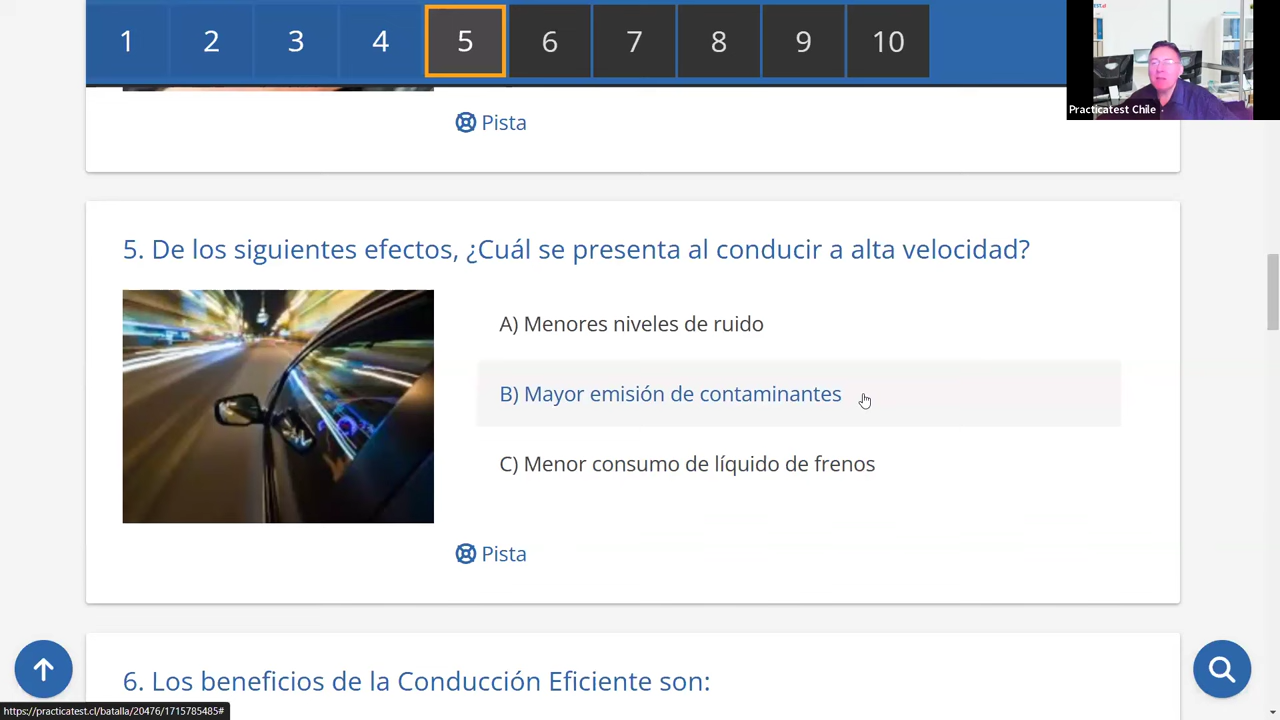 1 2 3 4 5 6 7 8 9 10
Practicatest Chile
Pista
5. De los siguientes efectos, ¿Cuál se presenta al conducir a alta velocidad?
A) Menores niveles de ruido
B) Mayor emisión de contaminantes
C) Menor consumo de líquido de frenos
Pista
6. Los beneficios de la Conducción Eficiente son:
https://practicatest.cl/batalla/20476/1715785485#